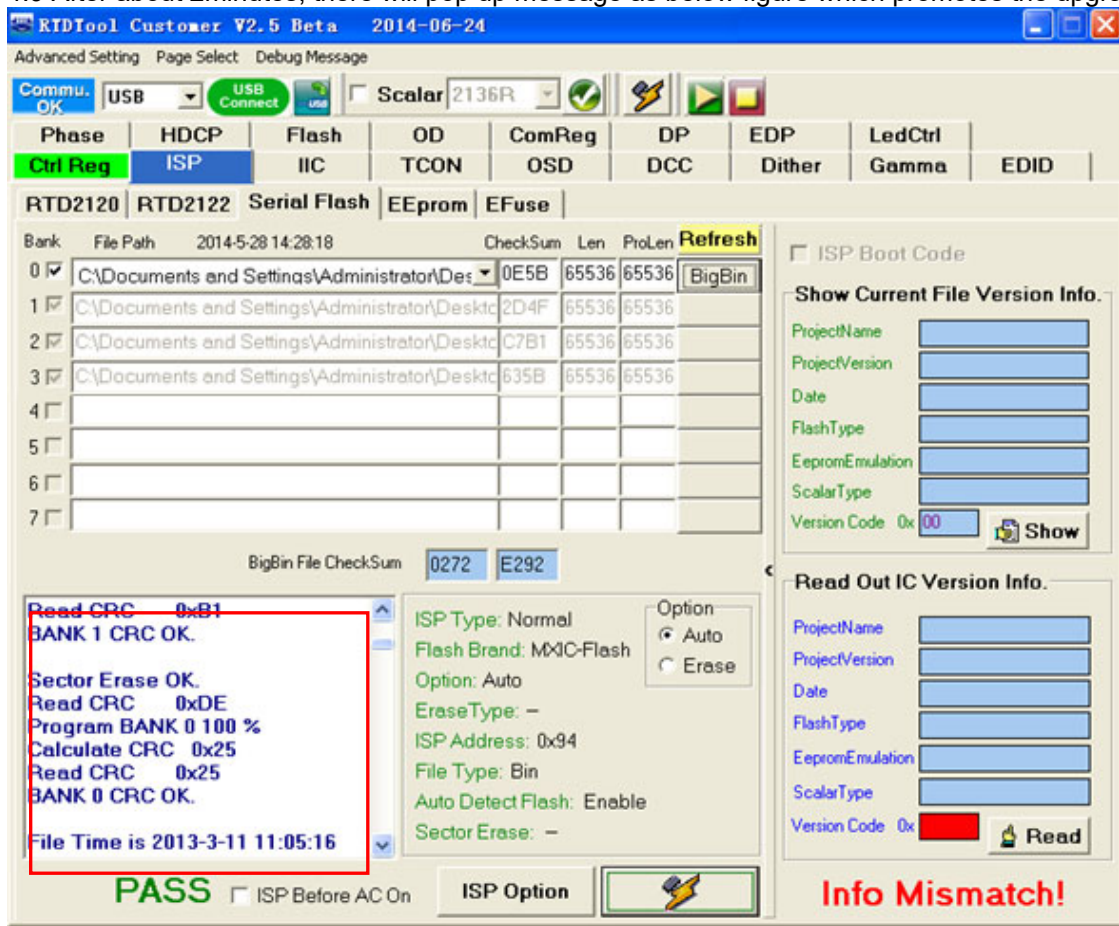 RTDTool Customer V2.5 Beta 2014-06-24
Advanced Setting Page Select Debug Message
Commu. OK USB USB Connect USB Scalar 2136R
Phase HDCP Flash OD ComReg DP EDP LedCtrl
Ctrl Reg ISP IIC TCON OSD DCC Dither Gamma EDID
RTD2120 RTD2122 Serial Flash EEprom EFuse
Bank File Path 2014-5-28 14:28:18 CheckSum Len ProLen Refresh
0 C:\Documents and Settings\Administrator\Des 0E5B 65536 65536 BigBin
1 C:\Documents and Settings\Administrator\Deskto 2D4F 65536 65536
2 C:\Documents and Settings\Administrator\Deskto C7B1 65536 65536
3 C:\Documents and Settings\Administrator\Deskto 635B 65536 65536
4
5
6
7
BigBin File CheckSum 0272 E292
Read CRC 0xB1
BANK 1 CRC OK.
Sector Erase OK.
Read CRC 0xDE
Program BANK 0 100 %
Calculate CRC 0x25
Read CRC 0x25
BANK 0 CRC OK.
File Time is 2013-3-11 11:05:16
ISP Type: Normal
Flash Brand: MXIC-Flash
Option: Auto
EraseType: –
ISP Address: 0x94
File Type: Bin
Auto Detect Flash: Enable
Sector Erase: –
Option
Auto
Erase
PASS ISP Before AC On ISP Option
ISP Boot Code
Show Current File Version Info.
ProjectName
ProjectVersion
Date
FlashType
EepromEmulation
ScalarType
Version Code 0x 00 Show
Read Out IC Version Info.
ProjectName
ProjectVersion
Date
FlashType
EepromEmulation
ScalarType
Version Code 0x Read
Info Mismatch!